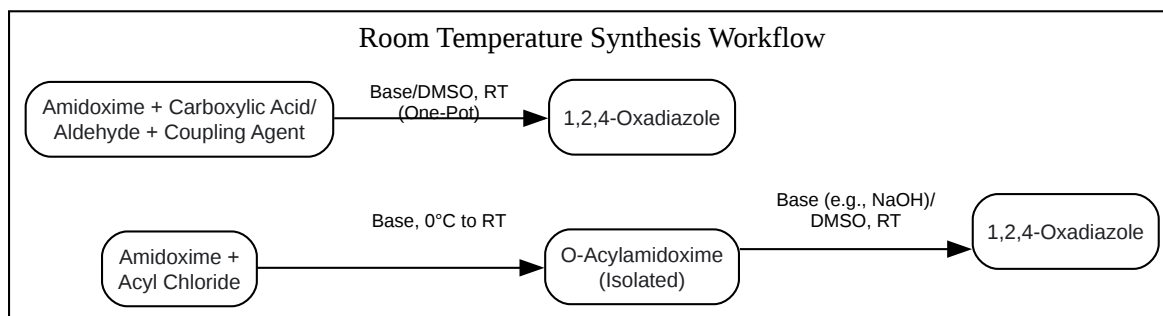 Room Temperature Synthesis Workflow
Amidoxime + Carboxylic Acid/
Aldehyde + Coupling Agent
Base/DMSO, RT
(One-Pot)
1,2,4-Oxadiazole
Amidoxime +
Acyl Chloride
Base, 0°C to RT
O-Acylamidoxime
(Isolated)
Base (e.g., NaOH)/
DMSO, RT
1,2,4-Oxadiazole